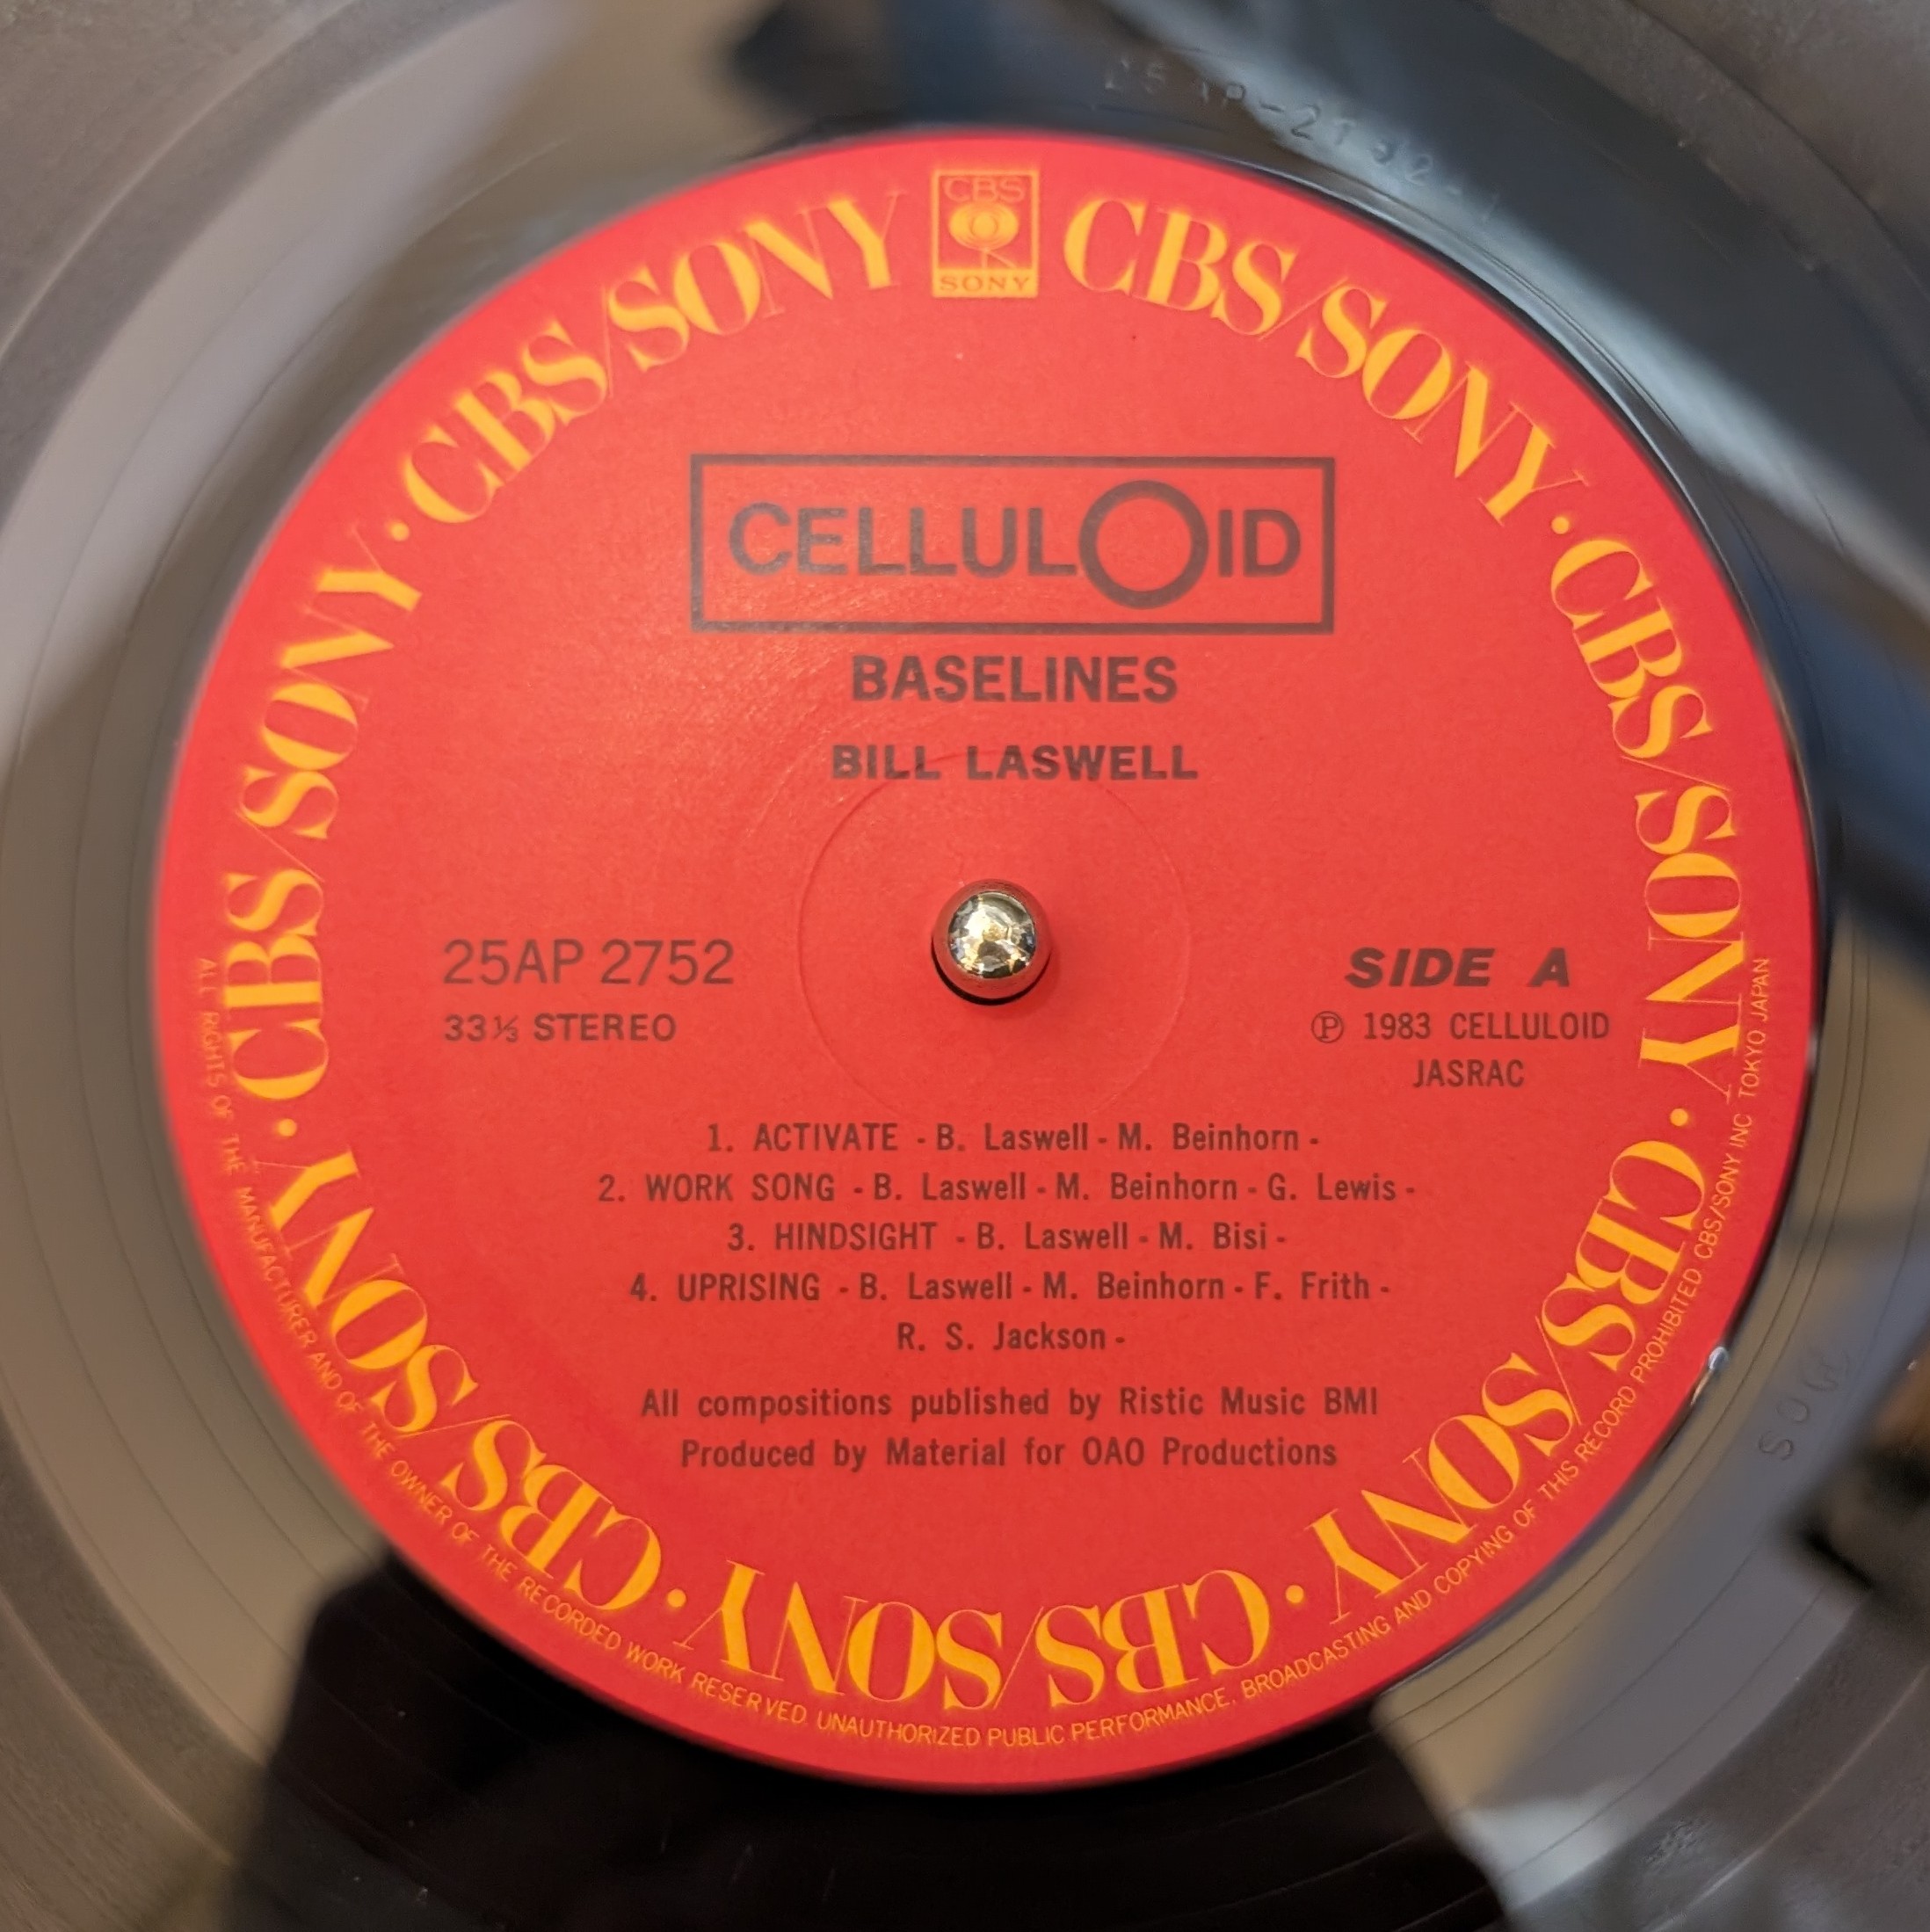 CBS
SONY
CBS/SONY · CBS/SONY · CBS/SONY · CBS/SONY · CBS/SONY · CBS/SONY · CBS/SONY
CELLULOID
BASELINES
BILL LASWELL
25AP 2752
33⅓ STEREO
SIDE A
Ⓟ 1983 CELLULOID
JASRAC
1. ACTIVATE - B. Laswell - M. Beinhorn -
2. WORK SONG - B. Laswell - M. Beinhorn - G. Lewis -
3. HINDSIGHT - B. Laswell - M. Bisi -
4. UPRISING - B. Laswell - M. Beinhorn - F. Frith -
R. S. Jackson -
All compositions published by Ristic Music BMI
Produced by Material for OAO Productions
ALL RIGHTS OF THE MANUFACTURER AND OF THE OWNER OF THE RECORDED WORK RESERVED UNAUTHORIZED PUBLIC PERFORMANCE, BROADCASTING AND COPYING OF THIS RECORD PROHIBITED CBS/SONY INC TOKYO JAPAN